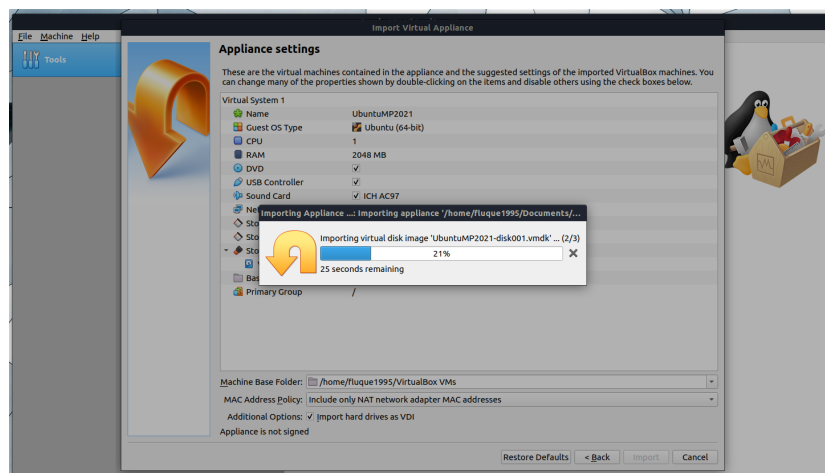 Import Virtual Appliance
File Machine Help
Tools
Appliance settings
These are the virtual machines contained in the appliance and the suggested settings of the imported VirtualBox machines. You
can change many of the properties shown by double-clicking on the items and disable others using the check boxes below.
Virtual System 1
Name UbuntuMP2021
Guest OS Type Ubuntu (64-bit)
CPU 1
RAM 2048 MB
DVD
USB Controller
Sound Card ICH AC97
Importing Appliance ...: Importing appliance '/home/fluque1995/Documents/...
Importing virtual disk image 'UbuntuMP2021-disk001.vmdk' ... (2/3)
21%
25 seconds remaining
Primary Group /
Machine Base Folder: /home/fluque1995/VirtualBox VMs
MAC Address Policy: Include only NAT network adapter MAC addresses
Additional Options: Import hard drives as VDI
Appliance is not signed
Restore Defaults < Back Import Cancel